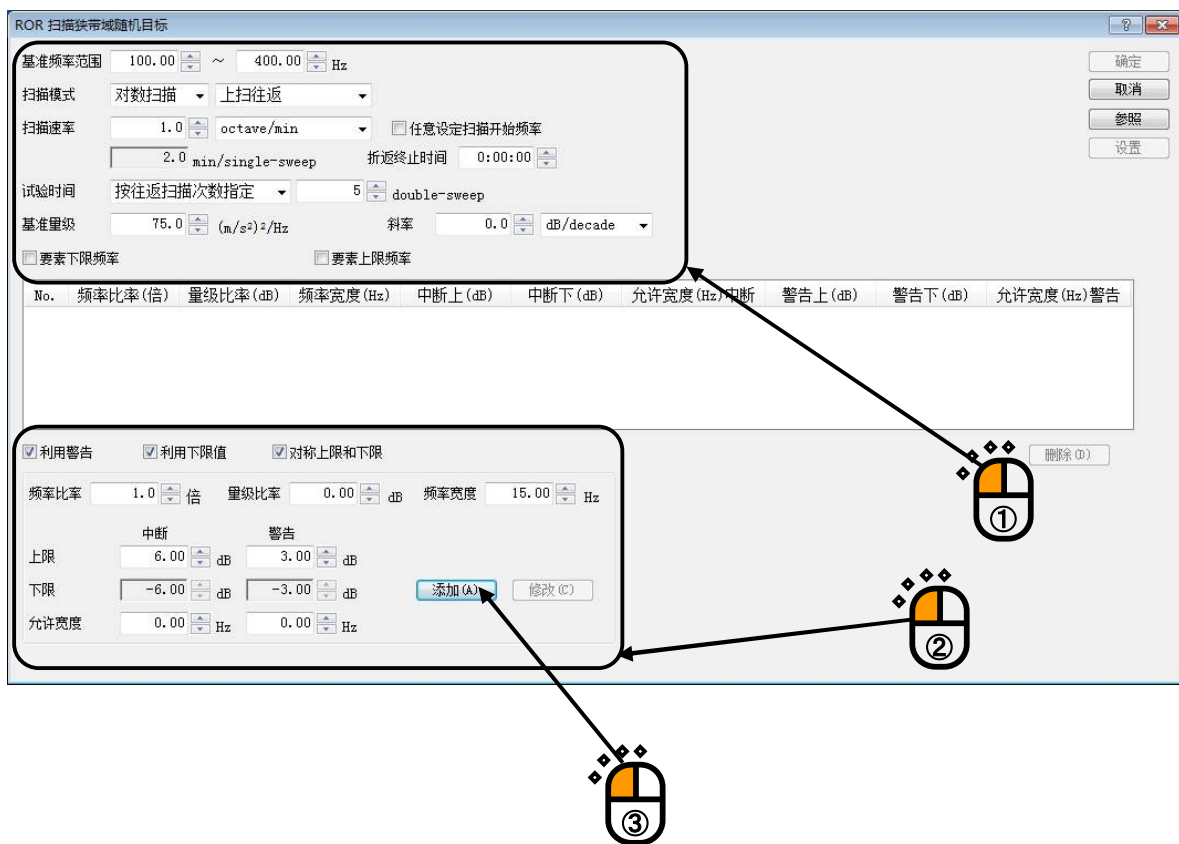 ROR 扫描狭带域随机目标
基准频率范围 100.00 ~ 400.00 Hz 确定
扫描模式 对数扫描 上扫往返 取消
扫描速率 1.0 octave/min 任意设定扫描开始频率 参照
2.0 min/single-sweep 折返终止时间 0:00:00 设置
试验时间 按往返扫描次数指定 5 double-sweep
基准量级 75.0 (m/s²)²/Hz 斜率 0.0 dB/decade
要素下限频率 要素上限频率
No. 频率比率(倍) 量级比率(dB) 频率宽度(Hz) 中断上(dB) 中断下(dB) 允许宽度(Hz)中断 警告上(dB) 警告下(dB) 允许宽度(Hz)警告
利用警告 利用下限值 对称上限和下限 删除(D)
频率比率 1.0 倍 量级比率 0.00 dB 频率宽度 15.00 Hz
①
中断 警告
上限 6.00 dB 3.00 dB
下限 -6.00 dB -3.00 dB 添加(A) 修改(C)
允许宽度 0.00 Hz 0.00 Hz
②
③